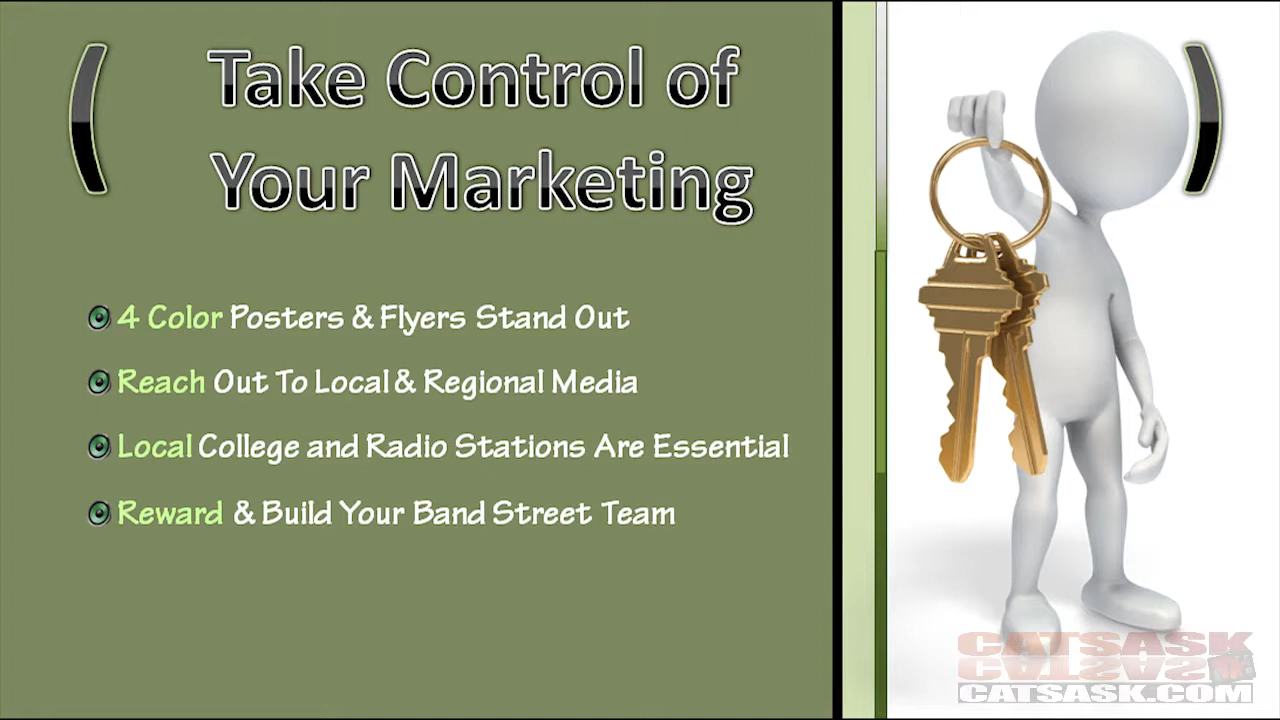 ( Take Control of )
Your Marketing
4 Color Posters & Flyers Stand Out
Reach Out To Local & Regional Media
Local College and Radio Stations Are Essential!
Reward & Build Your Band Street Team
CATSASK
CATSASK.COM